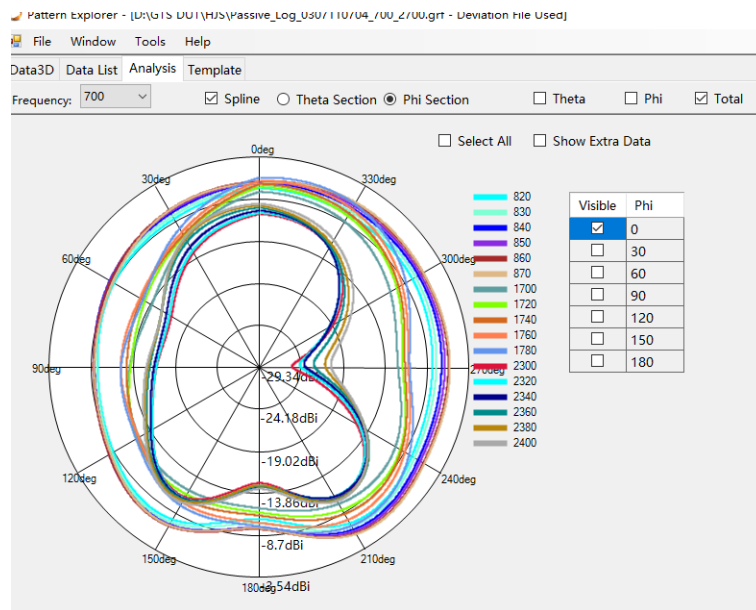 Pattern Explorer - [D:\GTS DUT\HJS\Passive_Log_0307110704_700_2700.grf - Deviation File Used]
File Window Tools Help
Data3D Data List Analysis Template
Frequency: 700 Spline Theta Section Phi Section Theta Phi Total
Select All Show Extra Data
0deg
30deg 330deg
60deg 300deg
90deg 270deg
120deg 240deg
150deg 210deg
180deg
-29.34dBi
-24.18dBi
-19.02dBi
-13.86dBi
-8.7dBi
-3.54dBi
820
830
840
850
860
870
1700
1720
1740
1760
1780
2300
2320
2340
2360
2380
2400
Visible Phi
0
30
60
90
120
150
180